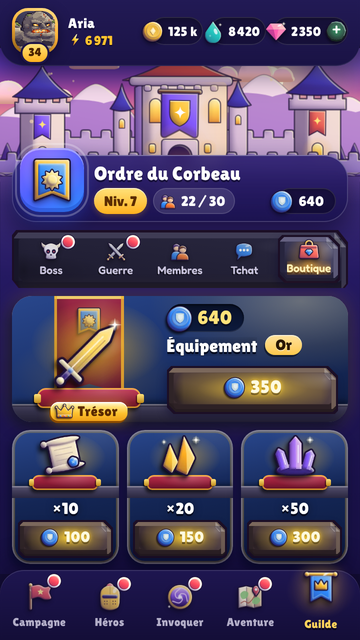 Aria
6 971
34
125 k
8420
2350
+
Ordre du Corbeau
Niv. 7
22 / 30
640
Boss
Guerre
Membres
Tchat
Boutique
640
Équipement
Or
350
Trésor
×10
×20
×50
100
150
300
Campagne
Héros
Invoquer
Aventure
Guilde